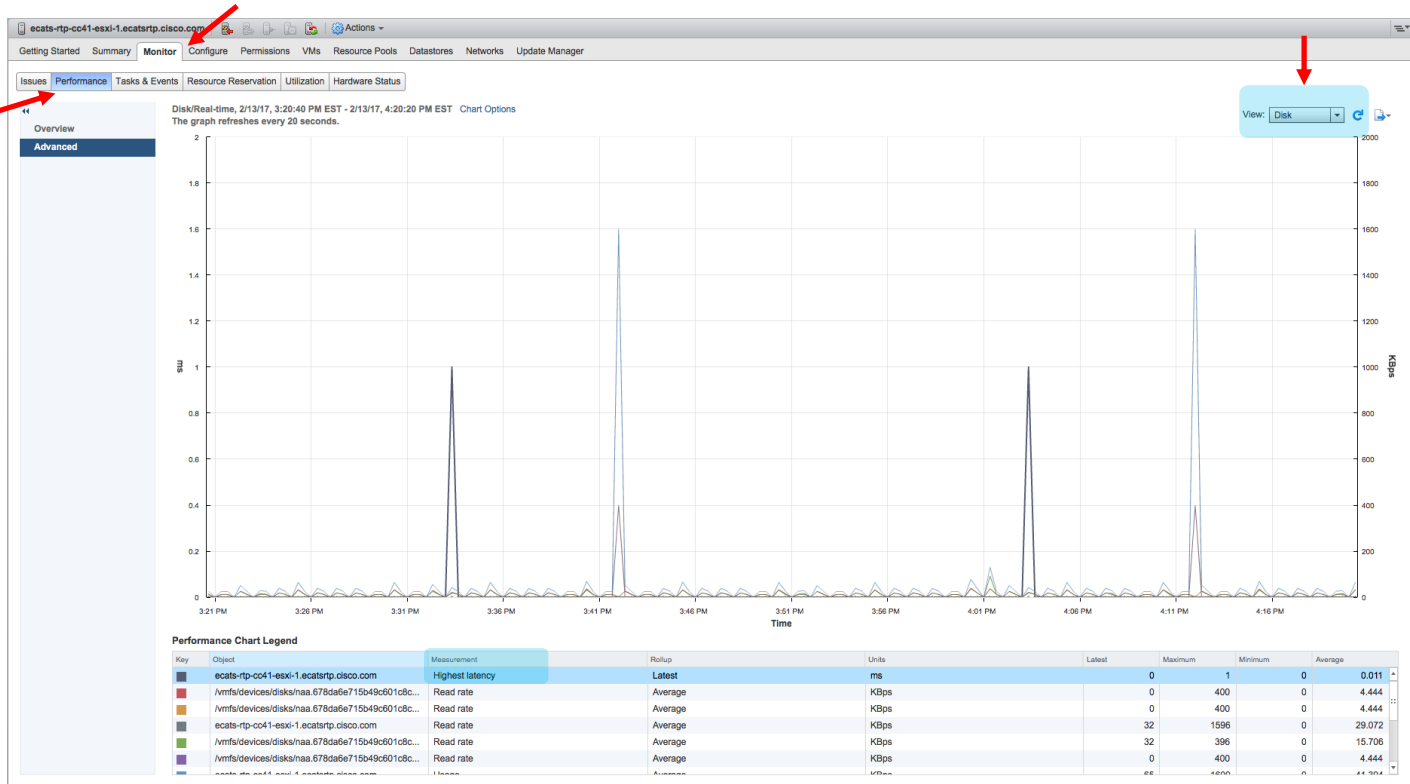 ecats-rtp-cc41-esxi-1.ecatsrtp.cisco.com Actions
Getting Started Summary Monitor Configure Permissions VMs Resource Pools Datastores Networks Update Manager
Issues Performance Tasks & Events Resource Reservation Utilization Hardware Status
Overview
Advanced
Disk/Real-time, 2/13/17, 3:20:40 PM EST - 2/13/17, 4:20:20 PM EST Chart Options
The graph refreshes every 20 seconds.
View: Disk
2 2000
1.8 1800
1.6 1600
1.4 1400
1.2 1200
1 1000
0.8 800
0.6 600
0.4 400
0.2 200
0 0
ms
KBps
3:21 PM 3:26 PM 3:31 PM 3:36 PM 3:41 PM 3:46 PM 3:51 PM 3:56 PM 4:01 PM 4:06 PM 4:11 PM 4:16 PM
Time
Performance Chart Legend
Key Object Measurement Rollup Units Latest Maximum Minimum Average
ecats-rtp-cc41-esxi-1.ecatsrtp.cisco.com Highest latency Latest ms 0 1 0 0.011
/vmfs/devices/disks/naa.678da6e715b49c601c8c... Read rate Average KBps 0 400 0 4.444
/vmfs/devices/disks/naa.678da6e715b49c601c8c... Read rate Average KBps 0 400 0 4.444
ecats-rtp-cc41-esxi-1.ecatsrtp.cisco.com Read rate Average KBps 32 1596 0 29.072
/vmfs/devices/disks/naa.678da6e715b49c601c8c... Read rate Average KBps 32 396 0 15.706
/vmfs/devices/disks/naa.678da6e715b49c601c8c... Read rate Average KBps 0 400 0 4.444